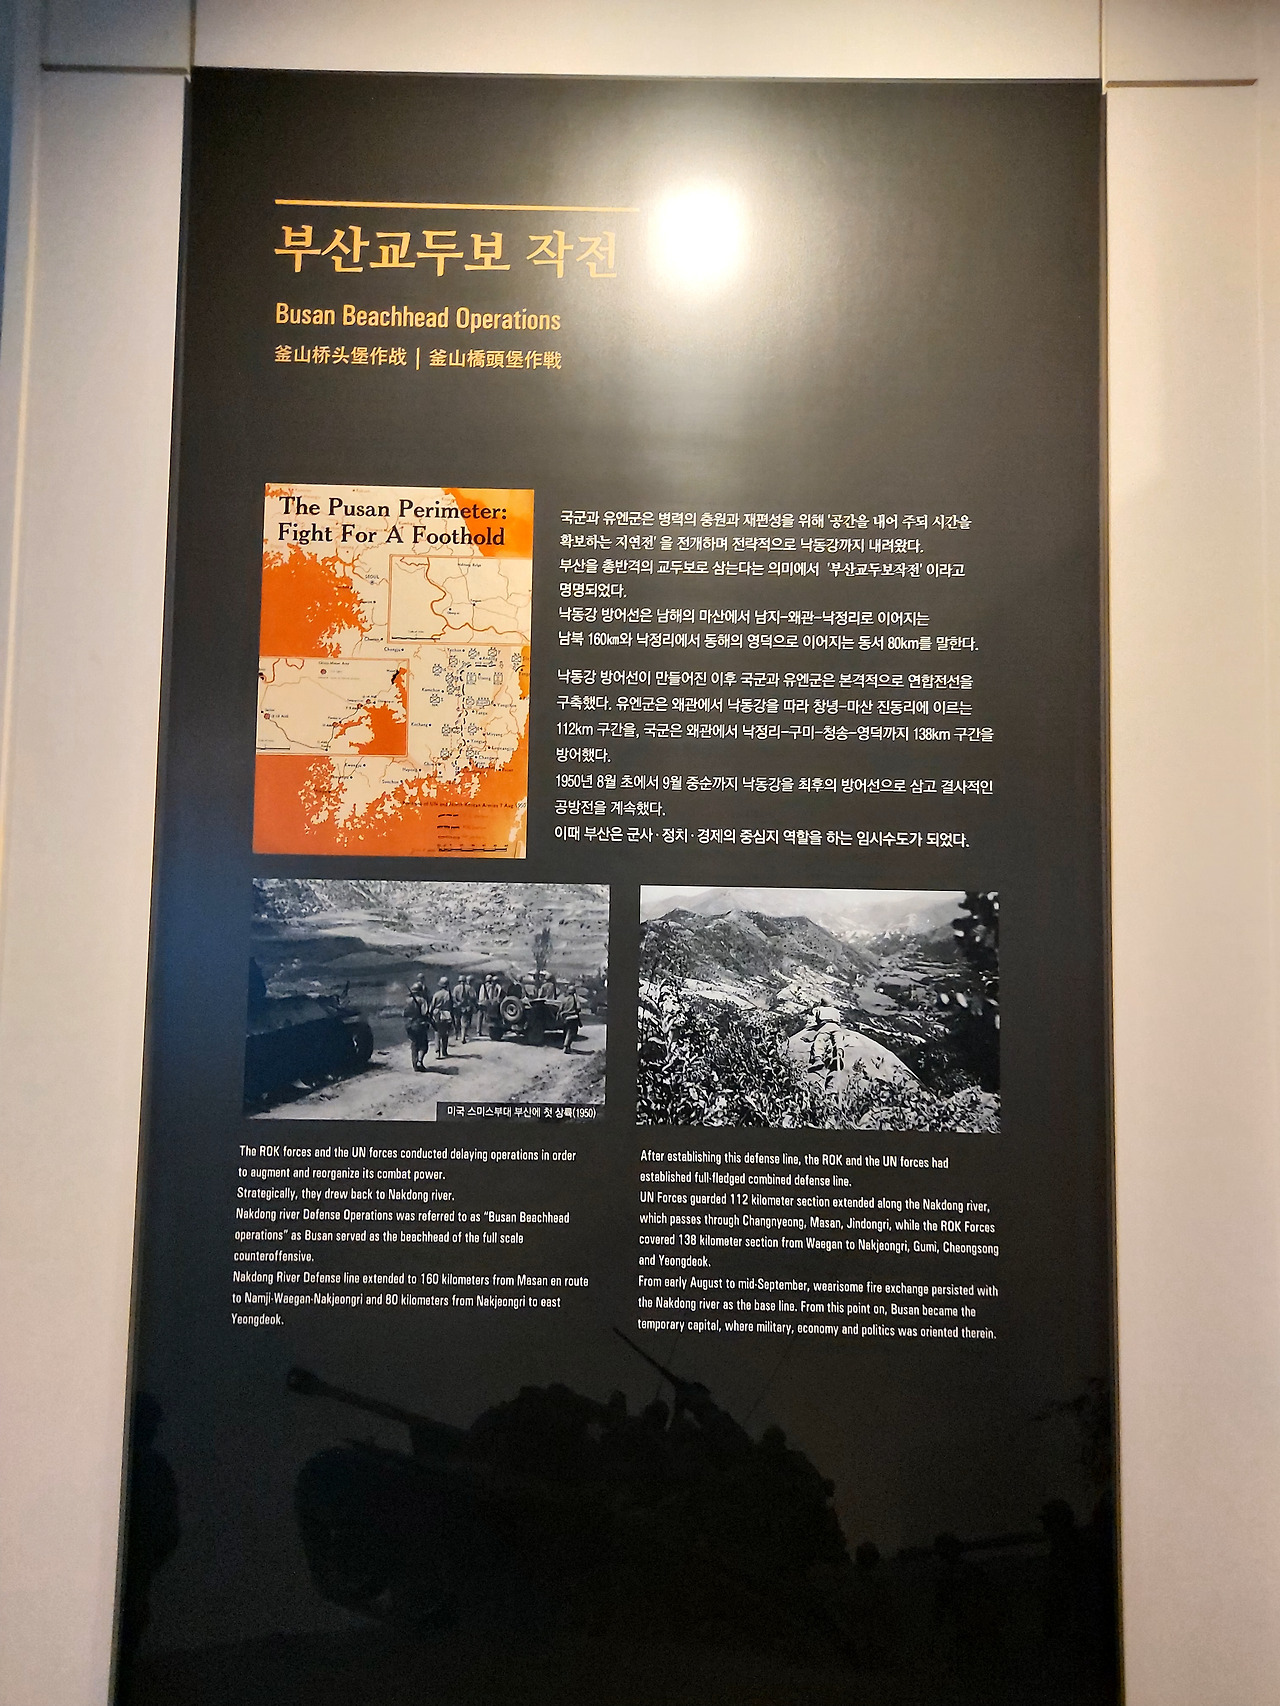 부산교두보 작전
Busan Beachhead Operations
釜山桥头堡作战 | 釜山橋頭堡作戦
The Pusan Perimeter:
Fight For A Foothold
국군과 유엔군은 병력의 충원과 재편성을 위해 '공간을 내어 주되 시간을
확보하는 지연전' 을 전개하며 전략적으로 낙동강까지 내려왔다.
부산을 총반격의 교두보로 삼는다는 의미에서 '부산교두보작전' 이라고
명명되었다.
낙동강 방어선은 남해의 마산에서 남지-왜관-낙정리로 이어지는
남북 160km와 낙정리에서 동해의 영덕으로 이어지는 동서 80km를 말한다.
낙동강 방어선이 만들어진 이후 국군과 유엔군은 본격적으로 연합전선을
구축했다. 유엔군은 왜관에서 낙동강을 따라 창녕-마산 진동리에 이르는
112km 구간을, 국군은 왜관에서 낙정리-구미-청송-영덕까지 138km 구간을
방어했다.
1950년 8월 초에서 9월 중순까지 낙동강을 최후의 방어선으로 삼고 결사적인
공방전을 계속했다.
이때 부산은 군사·정치·경제의 중심지 역할을 하는 임시수도가 되었다.
미국 스미스부대 부산에 첫 상륙(1950)
The ROK forces and the UN forces conducted delaying operations in order
to augment and reorganize its combat power.
Strategically, they drew back to Nakdong river.
Nakdong river Defense Operations was referred to as "Busan Beachhead
operations" as Busan served as the beachhead of the full scale
counteroffensive.
Nakdong River Defense line extended to 160 kilometers from Masan en route
to Namji-Waegan-Nakjeongri and 80 kilometers from Nakjeongri to east
Yeongdeok.
After establishing this defense line, the ROK and the UN forces had
established full-fledged combined defense line.
UN Forces guarded 112 kilometer section extended along the Nakdong river,
which passes through Changnyeong, Masan, Jindongri, while the ROK Forces
covered 138 kilometer section from Waegan to Nakjeongri, Gumi, Cheongsong
and Yeongdeok.
From early August to mid-September, wearisome fire exchange persisted with
the Nakdong river as the base line. From this point on, Busan became the
temporary capital, where military, economy and politics was oriented therein.